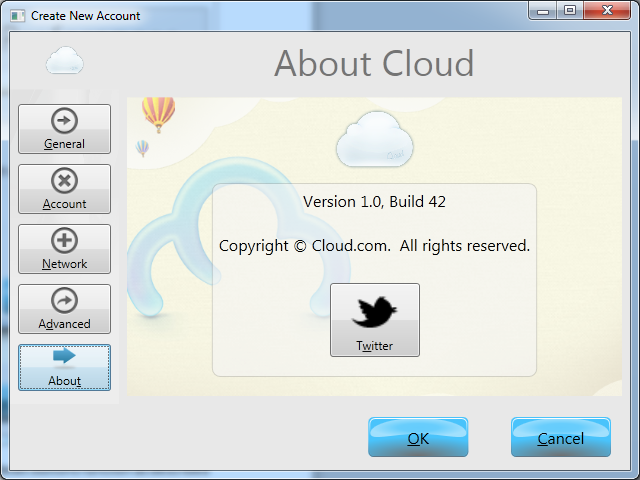 Create New Account
About Cloud
General
Account
Network
Advanced
About
Version 1.0, Build 42
Copyright © Cloud.com.  All rights reserved.
Twitter
OK
Cancel